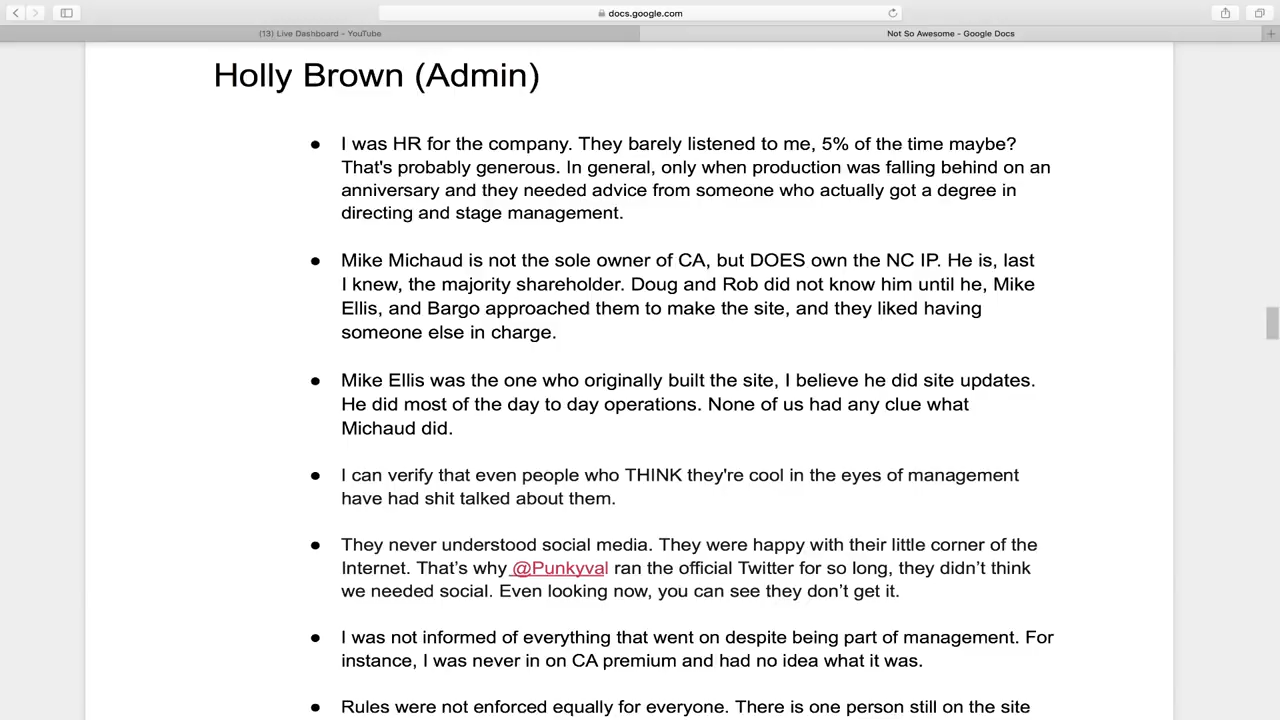 docs.google.com
(13) Live Dashboard - YouTube
Not So Awesome - Google Docs
Holly Brown (Admin)
● I was HR for the company. They barely listened to me, 5% of the time maybe?
That's probably generous. In general, only when production was falling behind on an
anniversary and they needed advice from someone who actually got a degree in
directing and stage management.
● Mike Michaud is not the sole owner of CA, but DOES own the NC IP. He is, last
I knew, the majority shareholder. Doug and Rob did not know him until he, Mike
Ellis, and Bargo approached them to make the site, and they liked having
someone else in charge.
● Mike Ellis was the one who originally built the site, I believe he did site updates.
He did most of the day to day operations. None of us had any clue what
Michaud did.
● I can verify that even people who THINK they're cool in the eyes of management
have had shit talked about them.
● They never understood social media. They were happy with their little corner of the
Internet. That’s why @Punkyval ran the official Twitter for so long, they didn’t think
we needed social. Even looking now, you can see they don’t get it.
● I was not informed of everything that went on despite being part of management. For
instance, I was never in on CA premium and had no idea what it was.
● Rules were not enforced equally for everyone. There is one person still on the site